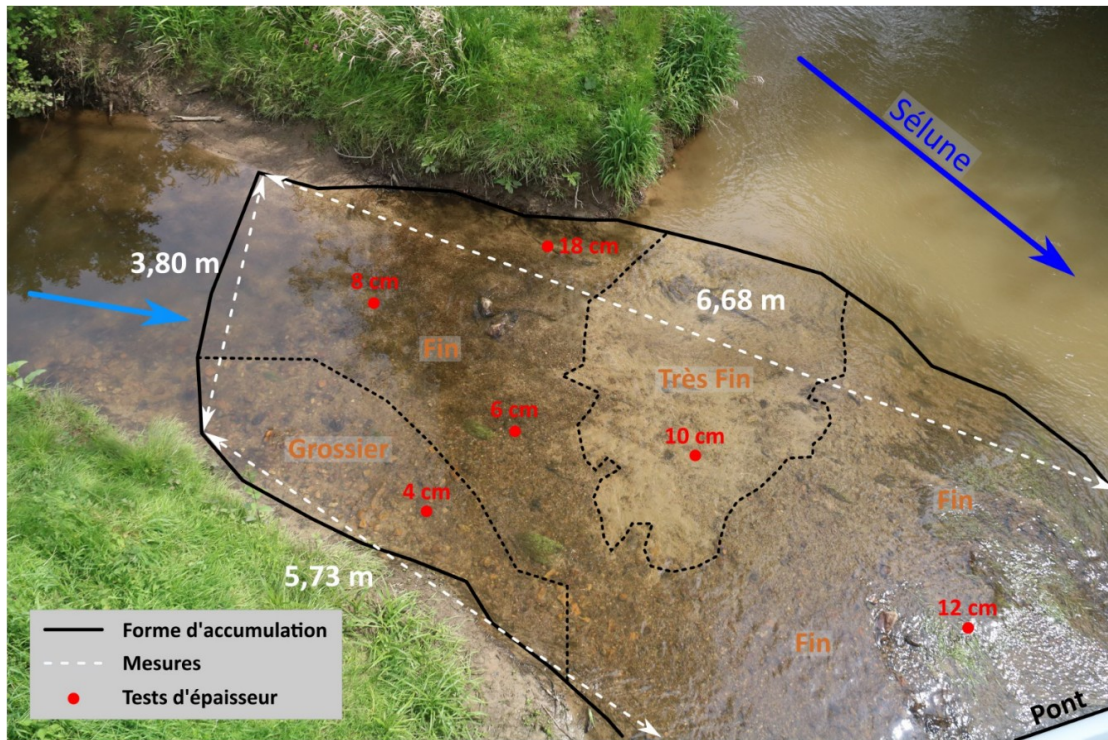 Sélune
18 cm
3,80 m
8 cm
6,68 m
Fin
Très Fin
6 cm
10 cm
Grossier
4 cm
Fin
5,73 m
12 cm
Fin
Forme d'accumulation
Mesures
Tests d'épaisseur
Pont